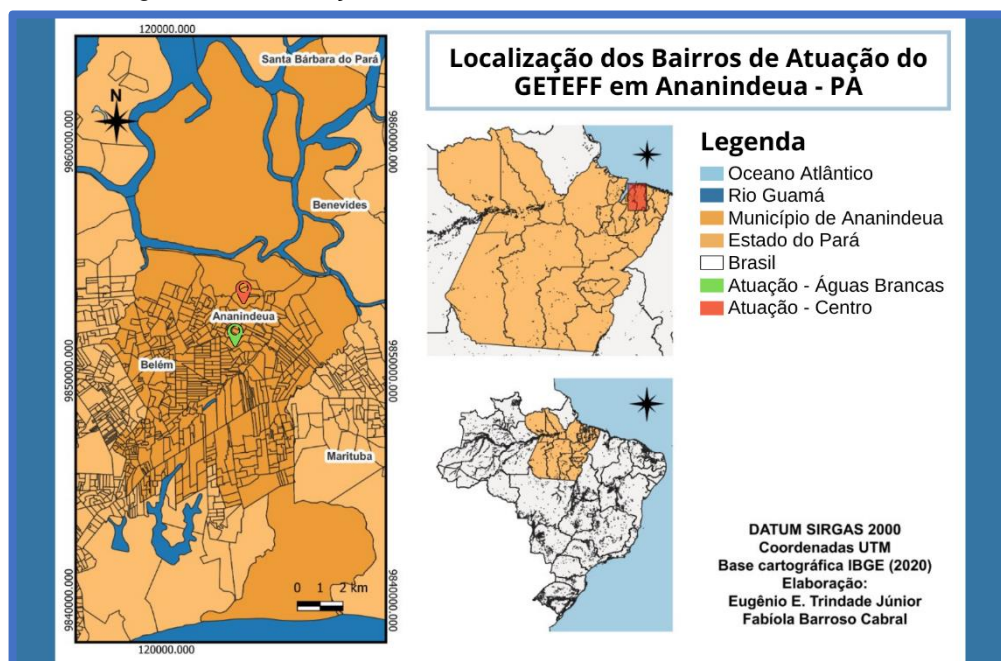 120000.000
Santa Bárbara do Pará
N
9860000.000
9860000.000
Benevides
Ananindeua
Belém
9850000.000
9850000.000
Marituba
0 1 2 km
9840000.000
9840000.000
120000.000
Localização dos Bairros de Atuação do
GETEFF em Ananindeua - PA
Legenda
Oceano Atlântico
Rio Guamá
Município de Ananindeua
Estado do Pará
Brasil
Atuação - Águas Brancas
Atuação - Centro
DATUM SIRGAS 2000
Coordenadas UTM
Base cartográfica IBGE (2020)
Elaboração:
Eugênio E. Trindade Júnior
Fabíola Barroso Cabral